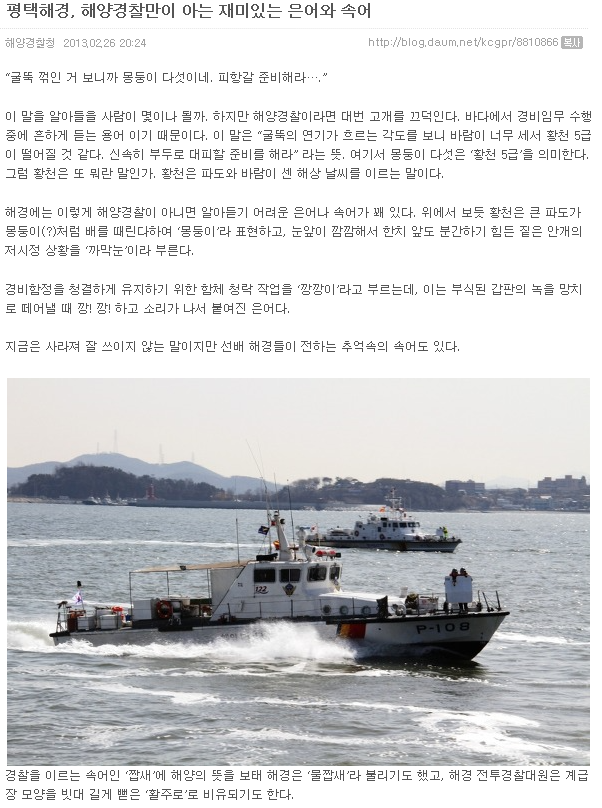 평택해경, 해양경찰만이 아는 재미있는 은어와 속어
해양경찰청 2013.02.26 20:24
http://blog.daum.net/kcgpr/8810866 복사
“굴뚝 꺾인 거 보니까 몽둥이 다섯이네. 피항갈 준비해라….”
이 말을 알아들을 사람이 몇이나 될까. 하지만 해양경찰이라면 대번 고개를 끄덕인다. 바다에서 경비임무 수행
중에 흔하게 듣는 용어 이기 때문이다. 이 말은 “굴뚝의 연기가 흐르는 각도를 보니 바람이 너무 세서 황천 5급
이 떨어질 것 같다. 신속히 부두로 대피할 준비를 해라” 라는 뜻. 여기서 몽둥이 다섯은 ‘황천 5급’을 의미한다.
그럼 황천은 또 뭐란 말인가. 황천은 파도와 바람이 센 해상 날씨를 이르는 말이다.
해경에는 이렇게 해양경찰이 아니면 알아듣기 어려운 은어나 속어가 꽤 있다. 위에서 보듯 황천은 큰 파도가
몽둥이(?)처럼 배를 때린다하여 ‘몽둥이’라 표현하고, 눈앞이 깜깜해서 한치 앞도 분간하기 힘든 짙은 안개의
저시정 상황을 ‘까막눈’이라 부른다.
경비함정을 청결하게 유지하기 위한 함체 청락 작업을 ‘깡깡이’라고 부르는데, 이는 부식된 갑판의 녹을 망치
로 떼어낼 때 깡! 깡! 하고 소리가 나서 붙여진 은어다.
지금은 사라져 잘 쓰이지 않는 말이지만 선배 해경들이 전하는 추억속의 속어도 있다.
122
P-108
경찰을 이르는 속어인 ‘짭새’에 해양의 뜻을 보태 해경은 ‘물짭새’라 불리기도 했고, 해경 전투경찰대원은 계급
장 모양을 빗대 길게 뻗은 ‘활주로’로 비유되기도 한다.